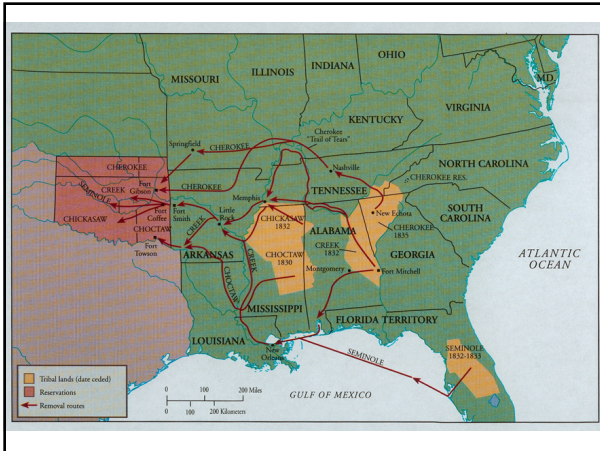 OHIO
INDIANA
ILLINOIS
MISSOURI
MD.
VIRGINIA
KENTUCKY
Cherokee
"Trail of Tears"
Springfield
CHEROKEE
NORTH CAROLINA
CHEROKEE
Nashville
CHEROKEE RES.
CREEK
Fort
Gibson
CHEROKEE
TENNESSEE
SEMINOLE
Memphis
SOUTH
CAROLINA
Fort
Coffee
Fort
Smith
Little
Rock
New Echota
CHICKASAW
CHICKASAW
1832
ALABAMA
CHEROKEE
1835
CHOCTAW
CREEK
CREEK
1832
GEORGIA
Fort
Towson
ARKANSAS
CREEK
CHOCTAW
1830
ATLANTIC
OCEAN
Montgomery
Fort Mitchell
CHOCTAW
MISSISSIPPI
FLORIDA TERRITORY
LOUISIANA
New
Orleans
SEMINOLE
1832-1833
SEMINOLE
Tribal lands (date ceded)
Reservations
Removal routes
0 100 200 Miles
0 100 200 Kilometers
GULF OF MEXICO